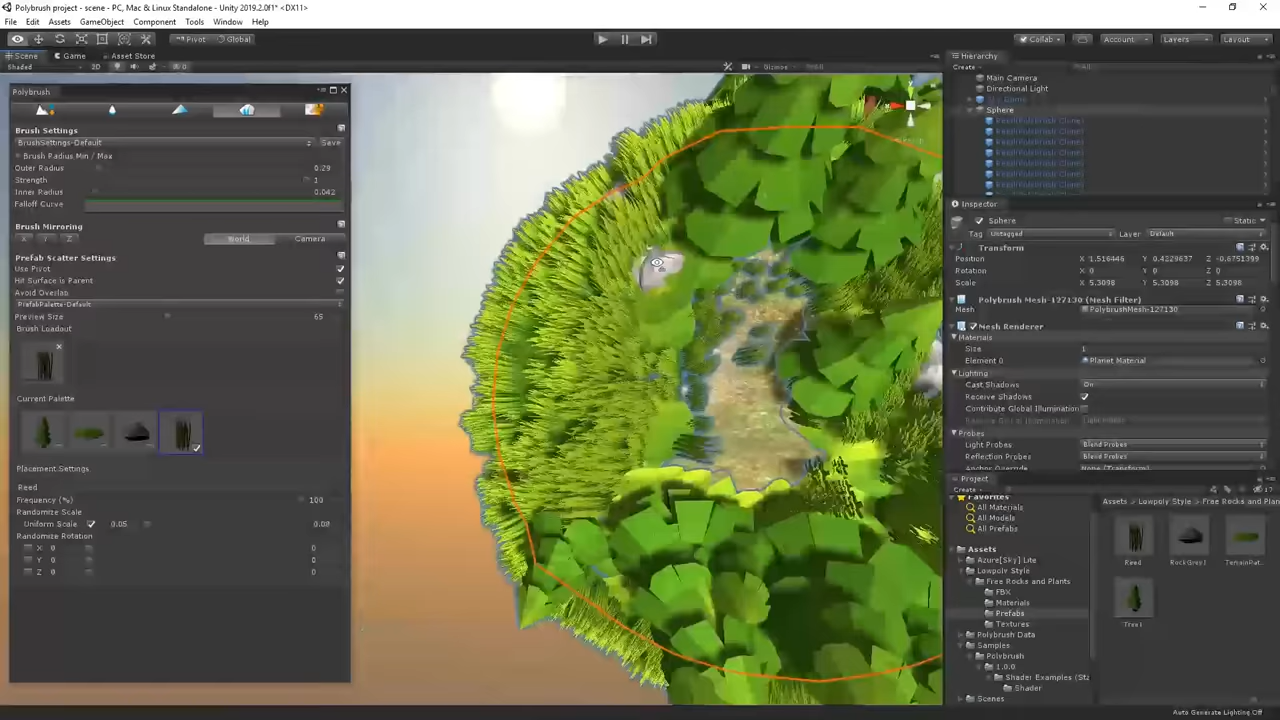 Polybrush project - scene - PC, Mac & Linux Standalone - Unity 2019.2.0f1* <DX11>
File Edit Assets GameObject Component Tools Window Help
Pivot Global Collab Account Layers Layout
Scene Game Asset Store
Shaded 2D 0 Gizmos
Polybrush
Brush Settings
BrushSettings-Default Save
Brush Radius Min / Max
Outer Radius 0.29
Strength 1
Inner Radius 0.042
Falloff Curve
Brush Mirroring
X Y Z World Camera
Prefab Scatter Settings
Use Pivot
Hit Surface is Parent
Avoid Overlap
PrefabPalette-Default
Preview Size 65
Brush Loadout
Current Palette
Placement Settings
Reed
Frequency (%) 100
Randomize Scale
Uniform Scale 0.05 0.08
Randomize Rotation
X 0 0
Y 0 0
Z 0 0
Hierarchy
Create
Main Camera
Directional Light
Sphere
Inspector
Sphere Static
Tag Untagged Layer Default
Transform
Position X 1.516446 Y 0.4229637 Z -0.6751399
Rotation X 0 Y 0 Z 0
Scale X 5.3098 Y 5.3098 Z 5.3098
Polybrush Mesh-127130 (Mesh Filter)
Mesh PolybrushMesh-127130
Mesh Renderer
Materials
Size 1
Element 0 Planet Material
Lighting
Cast Shadows On
Receive Shadows
Contribute Global Illumination
Probes
Light Probes Blend Probes
Reflection Probes Blend Probes
Anchor Override None (Transform)
Project
Create 17
Favorites
All Materials
All Models
All Prefabs
Assets
Azure[Sky] Lite
Lowpoly Style
Free Rocks and Plants
FBX
Materials
Prefabs
Textures
Polybrush Data
Samples
Polybrush
1.0.0
Shader Examples (Sta
Shader
Scenes
Assets Lowpoly Style Free Rocks and Plan
Reed RockGrey1 TerrainRat..
Tree1
Auto Generate Lighting Off